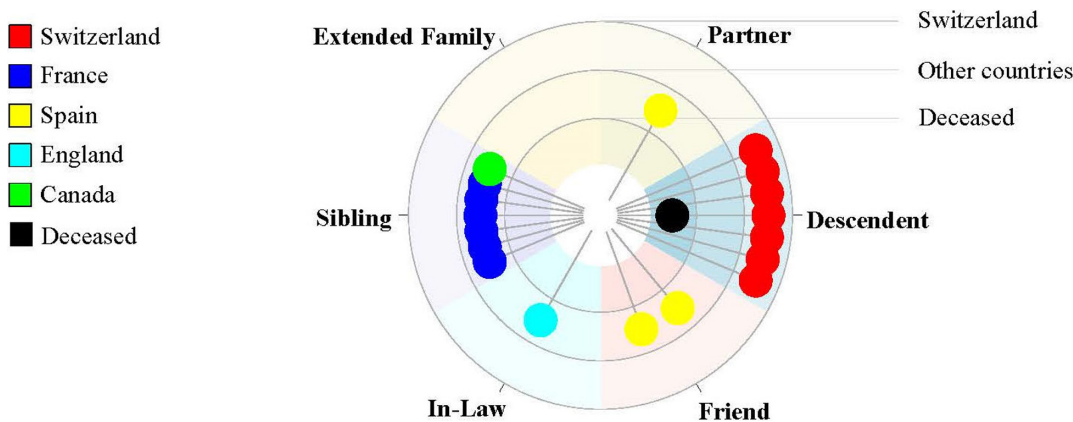 Switzerland
France
Spain
England
Canada
Deceased
Extended Family
Partner
Sibling
Descendent
In-Law
Friend
Switzerland
Other countries
Deceased